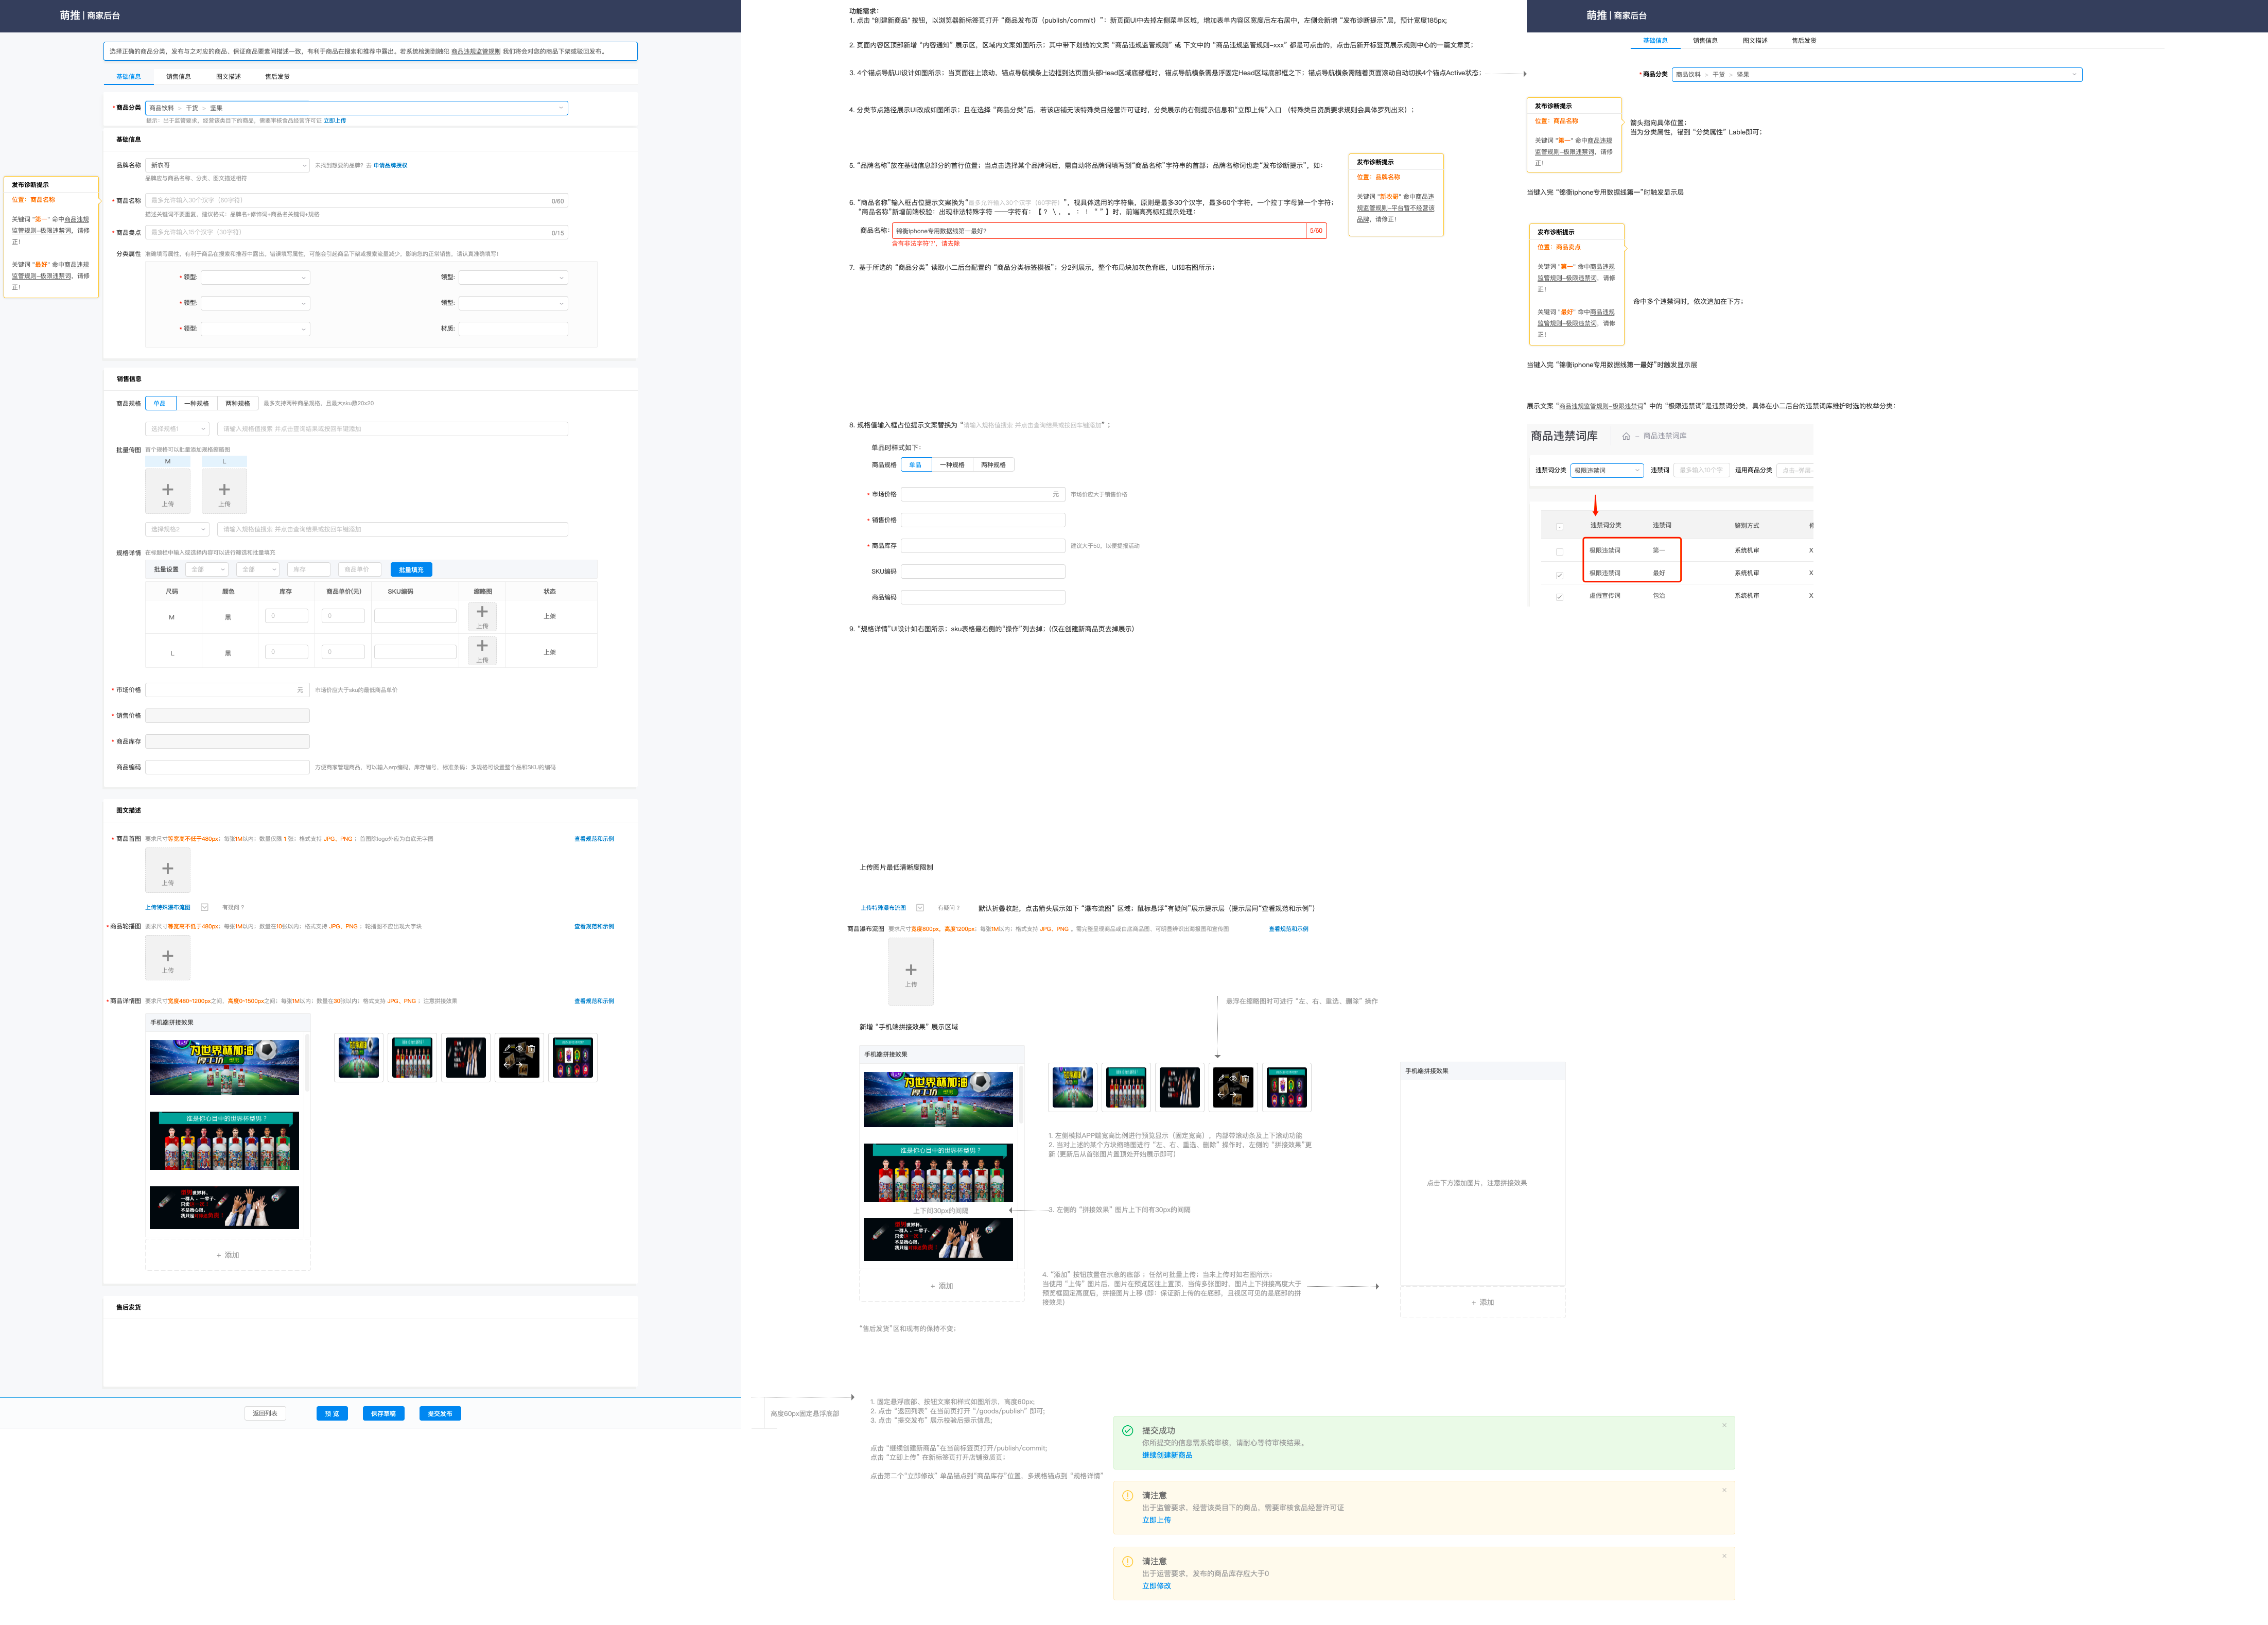 萌推 | 商家后台
选择正确的商品分类，发布与之对应的商品，保证商品要素间描述一致，有利于商品在搜索和推荐中露出。若系统检测到触犯 商品违规监管规则 我们将会对您的商品下架或驳回发布。
基础信息 销售信息 图文描述 售后发货
* 商品分类 商品饮料 > 干货 > 坚果
提示：出于监管要求，经营该类目下的商品，需要审核食品经营许可证 立即上传
基础信息
品牌名称 新衣哥 未找到想要的品牌？去 申请品牌授权
品牌应与商品名称、分类、图文描述相符
发布诊断提示
位置：商品名称
关键词 “第一” 命中商品违规
监管规则–极限违禁词，请修
正！
关键词 “最好” 命中商品违规
监管规则–极限违禁词，请修
正！
* 商品名称 最多允许输入30个汉字（60字符） 0/60
描述关键词不要重复，建议格式：品牌名+修饰词+商品名关键词+规格
* 商品卖点 最多允许输入15个汉字（30字符） 0/15
分类属性 准确填写属性，有利于商品在搜索和推荐中露出，错误填写属性，可能会引起商品下架或搜索流量减少，影响您的正常销售，请认真准确填写！
* 领型: 领型:
* 领型: 领型:
* 领型: 材质:
销售信息
商品规格 单品 一种规格 两种规格 最多支持两种商品规格，且最大sku数20x20
选择规格1 请输入规格值搜索 并点击查询结果或按回车键添加
批量传图 首个规格可以批量添加规格缩略图
M L
上传 上传
选择规格2 请输入规格值搜索 并点击查询结果或按回车键添加
规格详情 在标题栏中输入或选择内容可以进行筛选和批量填充
批量设置 全部 全部 库存 商品单价 批量填充
尺码 颜色 库存 商品单价(元) SKU编码 缩略图 状态
M 黑 0 0 上传 上架
L 黑 0 0 上传 上架
* 市场价格 元 市场价应大于sku的最低商品单价
* 销售价格
* 商品库存
商品编码 方便商家管理商品，可以输入erp编码，库存编号，标准条码；多规格可设置整个品和SKU的编码
图文描述
* 商品首图 要求尺寸等宽高不低于480px；每张1M以内；数量仅限 1 张；格式支持 JPG、PNG ；首图除logo外应为白底无字图 查看规范和示例
上传
上传特殊瀑布流图 有疑问？
* 商品轮播图 要求尺寸等宽高不低于480px；每张1M以内；数量在10张以内；格式支持 JPG、PNG ；轮播图不应出现大字块 查看规范和示例
上传
* 商品详情图 要求尺寸宽度480-1200px之间，高度0-1500px之间；每张1M以内；数量在30张以内；格式支持 JPG、PNG ；注意拼接效果 查看规范和示例
手机端拼接效果
为世界杯加油
谁是你心目中的世界杯型男？
+ 添加
售后发货
返回列表 预 览 保存草稿 提交发布
功能需求：
1. 点击 “创建新商品” 按钮，以浏览器新标签页打开 “商品发布页（publish/commit）”：新页面UI中去掉左侧菜单区域，增加表单内容区宽度后左右居中，左侧会新增 “发布诊断提示”层，预计宽度185px;
2. 页面内容区顶部新增 “内容通知” 展示区，区域内文案如图所示；其中带下划线的文案 “商品违规监管规则” 或 下文中的 “商品违规监管规则–xxx” 都是可点击的，点击后新开标签页展示规则中心的一篇文章页；
3. 4个锚点导航UI设计如图所示；当页面往上滚动，锚点导航横条上边框到达页面头部Head区域底部框时，锚点导航横条需悬浮固定Head区域底部框之下；锚点导航横条需随着页面滚动自动切换4个锚点Active状态；
4. 分类节点路径展示UI改成如图所示；且在选择 “商品分类”后，若该店铺无该特殊类目经营许可证时，分类展示的右侧提示信息和“立即上传”入口 （特殊类目资质要求规则会具体罗列出来）；
5. “品牌名称”放在基础信息部分的首行位置；当点击选择某个品牌词后，需自动将品牌词填写到“商品名称”字符串的首部；品牌名称词也走“发布诊断提示”，如：
发布诊断提示
位置：品牌名称
关键词 “新衣哥” 命中商品违
规监管规则–平台暂不经营该
品牌，请修正！
6. “商品名称”输入框占位提示文案换为“最多允许输入30个汉字（60字符）”，视具体选用的字符集，原则是最多30个汉字，最多60个字符，一个拉丁字母算一个字符；
“商品名称”新增前端校验：出现非法特殊字符 ——字符有：【 ？ \ ， 。 ： ！ “ ” 】时，前端高亮标红提示处理：
商品名称: 锦衡iphone专用数据线第一最好? 5/60
含有非法字符‘?’，请去除
7. 基于所选的 “商品分类” 读取小二后台配置的 “商品分类标签模板”；分2列展示，整个布局块加灰色背底，UI如右图所示；
8. 规格值输入框占位提示文案替换为 “请输入规格值搜索 并点击查询结果或按回车键添加” ；
单品时样式如下：
商品规格 单品 一种规格 两种规格
* 市场价格 元 市场价应大于销售价格
* 销售价格
* 商品库存 建议大于50，以便提报活动
SKU编码
商品编码
9. “规格详情”UI设计如右图所示；sku表格最右侧的“操作”列去掉；(仅在创建新商品页去掉展示)
上传图片最低清晰度限制
上传特殊瀑布流图 有疑问？ 默认折叠收起，点击箭头展示如下 “瀑布流图” 区域；鼠标悬浮“有疑问”展示提示层（提示层同“查看规范和示例”）
商品瀑布流图 要求尺寸宽度800px，高度1200px；每张1M以内；格式支持 JPG、PNG 。需完整呈现商品或白底商品图，可明显辨识出海报图和宣传图 查看规范和示例
上传
悬浮在缩略图时可进行 “左、右、重选、删除” 操作
新增 “手机端拼接效果” 展示区域
手机端拼接效果
为世界杯加油
谁是你心目中的世界杯型男？
上下间30px的间隔
+ 添加
1. 左侧模拟APP端宽高比例进行预览显示（固定宽高），内部带滚动条及上下滚动功能
2. 当对上述的某个方块缩略图进行 “左、右、重选、删除” 操作时，左侧的 “拼接效果”更
新 (更新后从首张图片置顶处开始展示即可)
3. 左侧的 “拼接效果” 图片上下间有30px的间隔
4. “添加” 按钮放置在示意的底部 ；任然可批量上传；当未上传时如右图所示；
当使用 “上传” 图片后，图片在预览区往上置顶，当传多张图时，图片上下拼接高度大于
预览框固定高度后，拼接图片上移 (即：保证新上传的在底部，且视区可见的是底部的拼
接效果)
手机端拼接效果
点击下方添加图片，注意拼接效果
+ 添加
“售后发货”区和现有的保持不变；
高度60px固定悬浮底部
1. 固定悬浮底部，按钮文案和样式如图所示，高度60px;
2. 点击 “返回列表” 在当前页打开 “/goods/publish” 即可;
3. 点击 “提交发布” 展示校验后提示信息;
点击 “继续创建新商品”在当前标签页打开/publish/commit;
点击 “立即上传” 在新标签页打开店铺资质页；
点击第二个“立即修改” 单品锚点到“商品库存”位置，多规格锚点到 “规格详情”
提交成功
你所提交的信息需系统审核，请耐心等待审核结果。
继续创建新商品
请注意
出于监管要求，经营该类目下的商品，需要审核食品经营许可证
立即上传
请注意
出于运营要求，发布的商品库存应大于0
立即修改
萌推 | 商家后台
基础信息 销售信息 图文描述 售后发货
* 商品分类 商品饮料 > 干货 > 坚果
发布诊断提示
位置：商品名称
关键词 “第一” 命中商品违规
监管规则–极限违禁词，请修
正！
箭头指向具体位置；
当为分类属性，锚到 “分类属性” Lable即可；
当键入完 “锦衡iphone专用数据线第一”时触发显示层
发布诊断提示
位置：商品卖点
关键词 “第一” 命中商品违
规监管规则–极限违禁词，请修
正！
关键词 “最好” 命中商品违
规监管规则–极限违禁词，请修
正！
命中多个违禁词时，依次追加在下方；
当键入完 “锦衡iphone专用数据线第一最好”时触发显示层
展示文案 “商品违规监管规则–极限违禁词” 中的 “极限违禁词”是违禁词分类，具体在小二后台的违禁词库维护时选的枚举分类：
商品违禁词库 – 商品违禁词库
违禁词分类 极限违禁词 违禁词 最多输入10个字 适用商品分类
违禁词分类 违禁词 鉴别方式
极限违禁词 第一 系统机审 X
极限违禁词 最好 系统机审 X
虚假宣传词 包治 系统机审 X